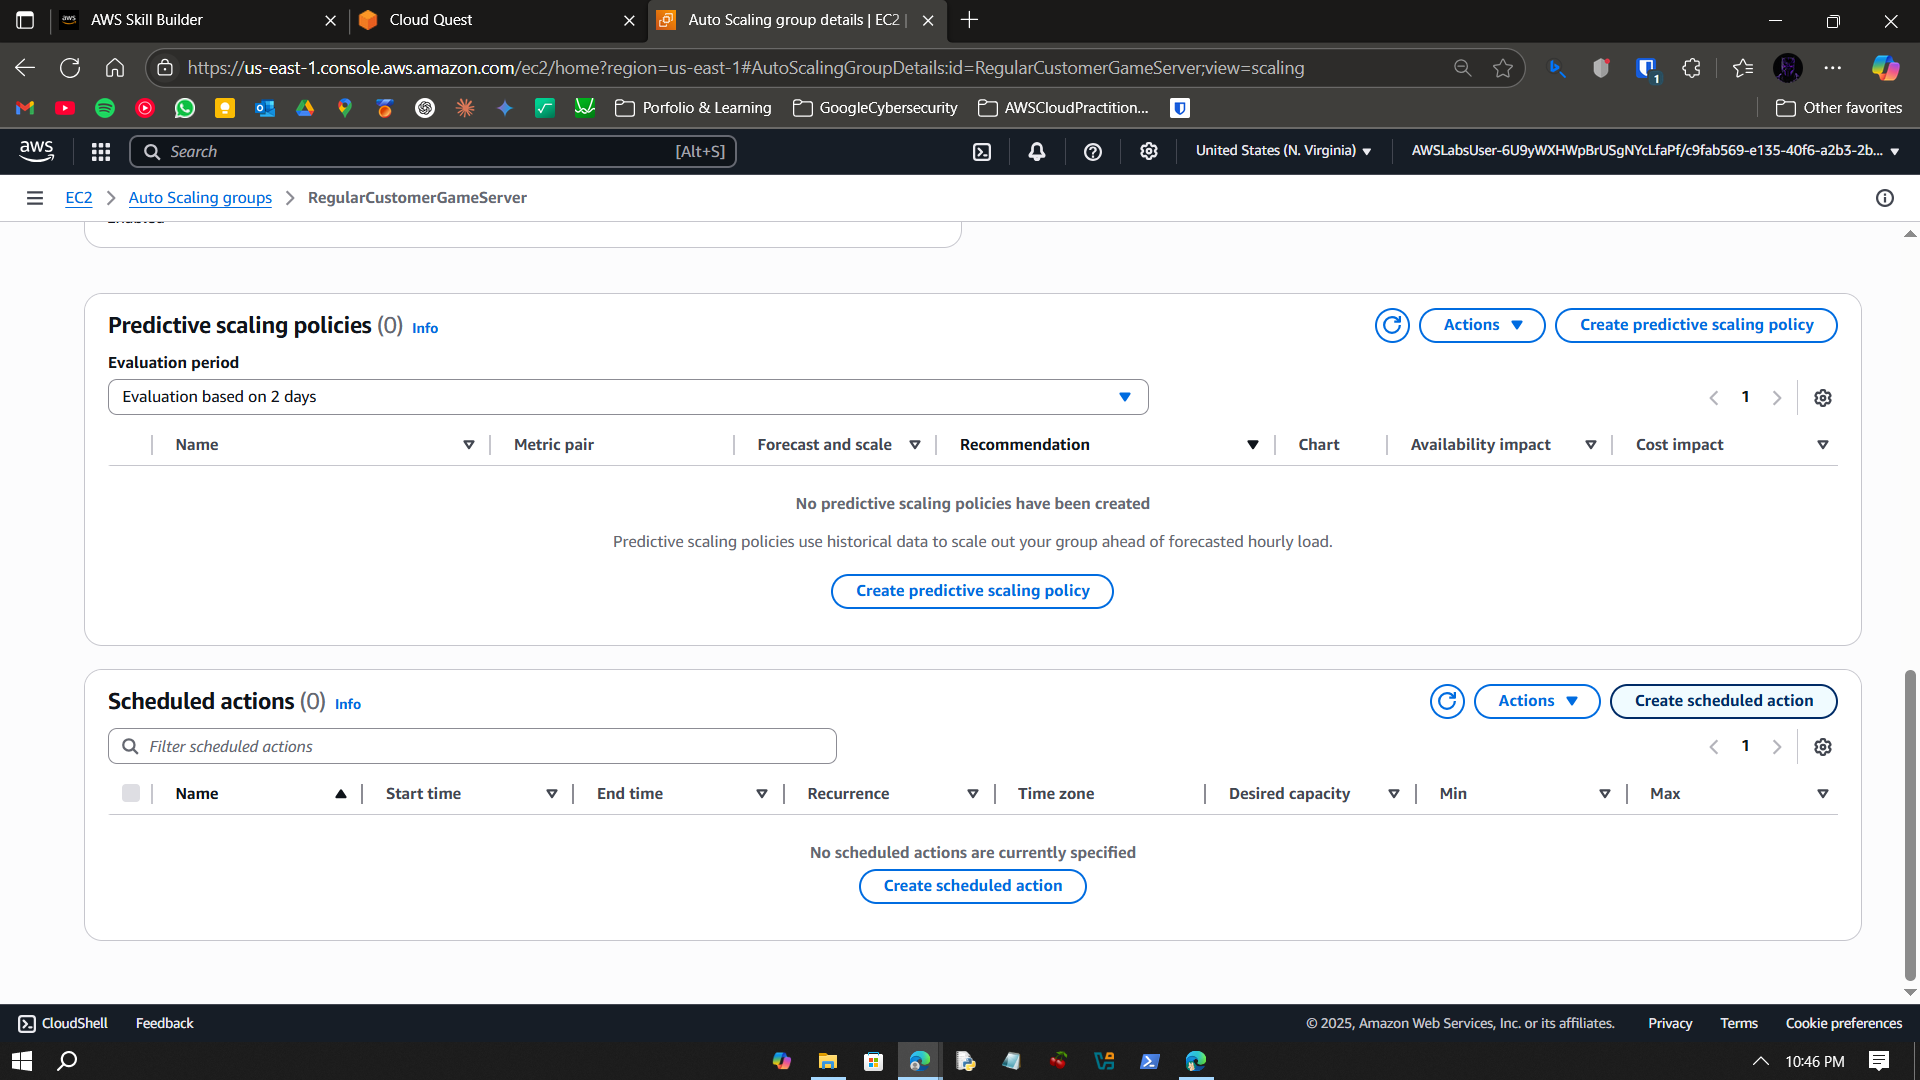 aws AWS Skill Builder
Cloud Quest
Auto Scaling group details | EC2 |
https://us-east-1.console.aws.amazon.com/ec2/home?region=us-east-1#AutoScalingGroupDetails:id=RegularCustomerGameServer;view=scaling
1
Porfolio & Learning
GoogleCybersecurity
AWSCloudPractition...
Other favorites
aws
Search
[Alt+S]
United States (N. Virginia)
AWSLabsUser-6U9yWXHWpBrUSgNYcLfaPf/c9fab569-e135-40f6-a2b3-2b...
EC2
Auto Scaling groups
RegularCustomerGameServer
Enabled
Predictive scaling policies (0) Info
Actions
Create predictive scaling policy
Evaluation period
Evaluation based on 2 days
1
Name
Metric pair
Forecast and scale
Recommendation
Chart
Availability impact
Cost impact
No predictive scaling policies have been created
Predictive scaling policies use historical data to scale out your group ahead of forecasted hourly load.
Create predictive scaling policy
Scheduled actions (0) Info
Actions
Create scheduled action
Filter scheduled actions
1
Name
Start time
End time
Recurrence
Time zone
Desired capacity
Min
Max
No scheduled actions are currently specified
Create scheduled action
CloudShell
Feedback
© 2025, Amazon Web Services, Inc. or its affiliates.
Privacy
Terms
Cookie preferences
10:46 PM